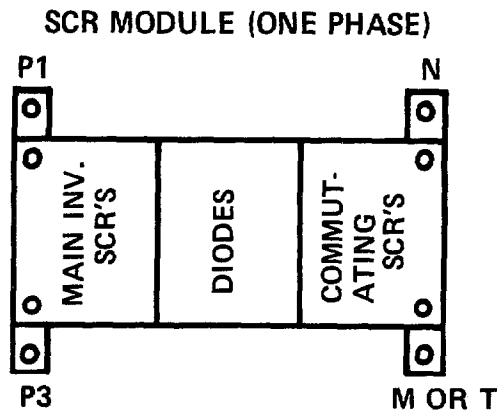 SCR MODULE (ONE PHASE)
P1
N
MAIN INV.
SCR'S
DIODES
COMMUT-
ATING
SCR'S
P3
M OR T